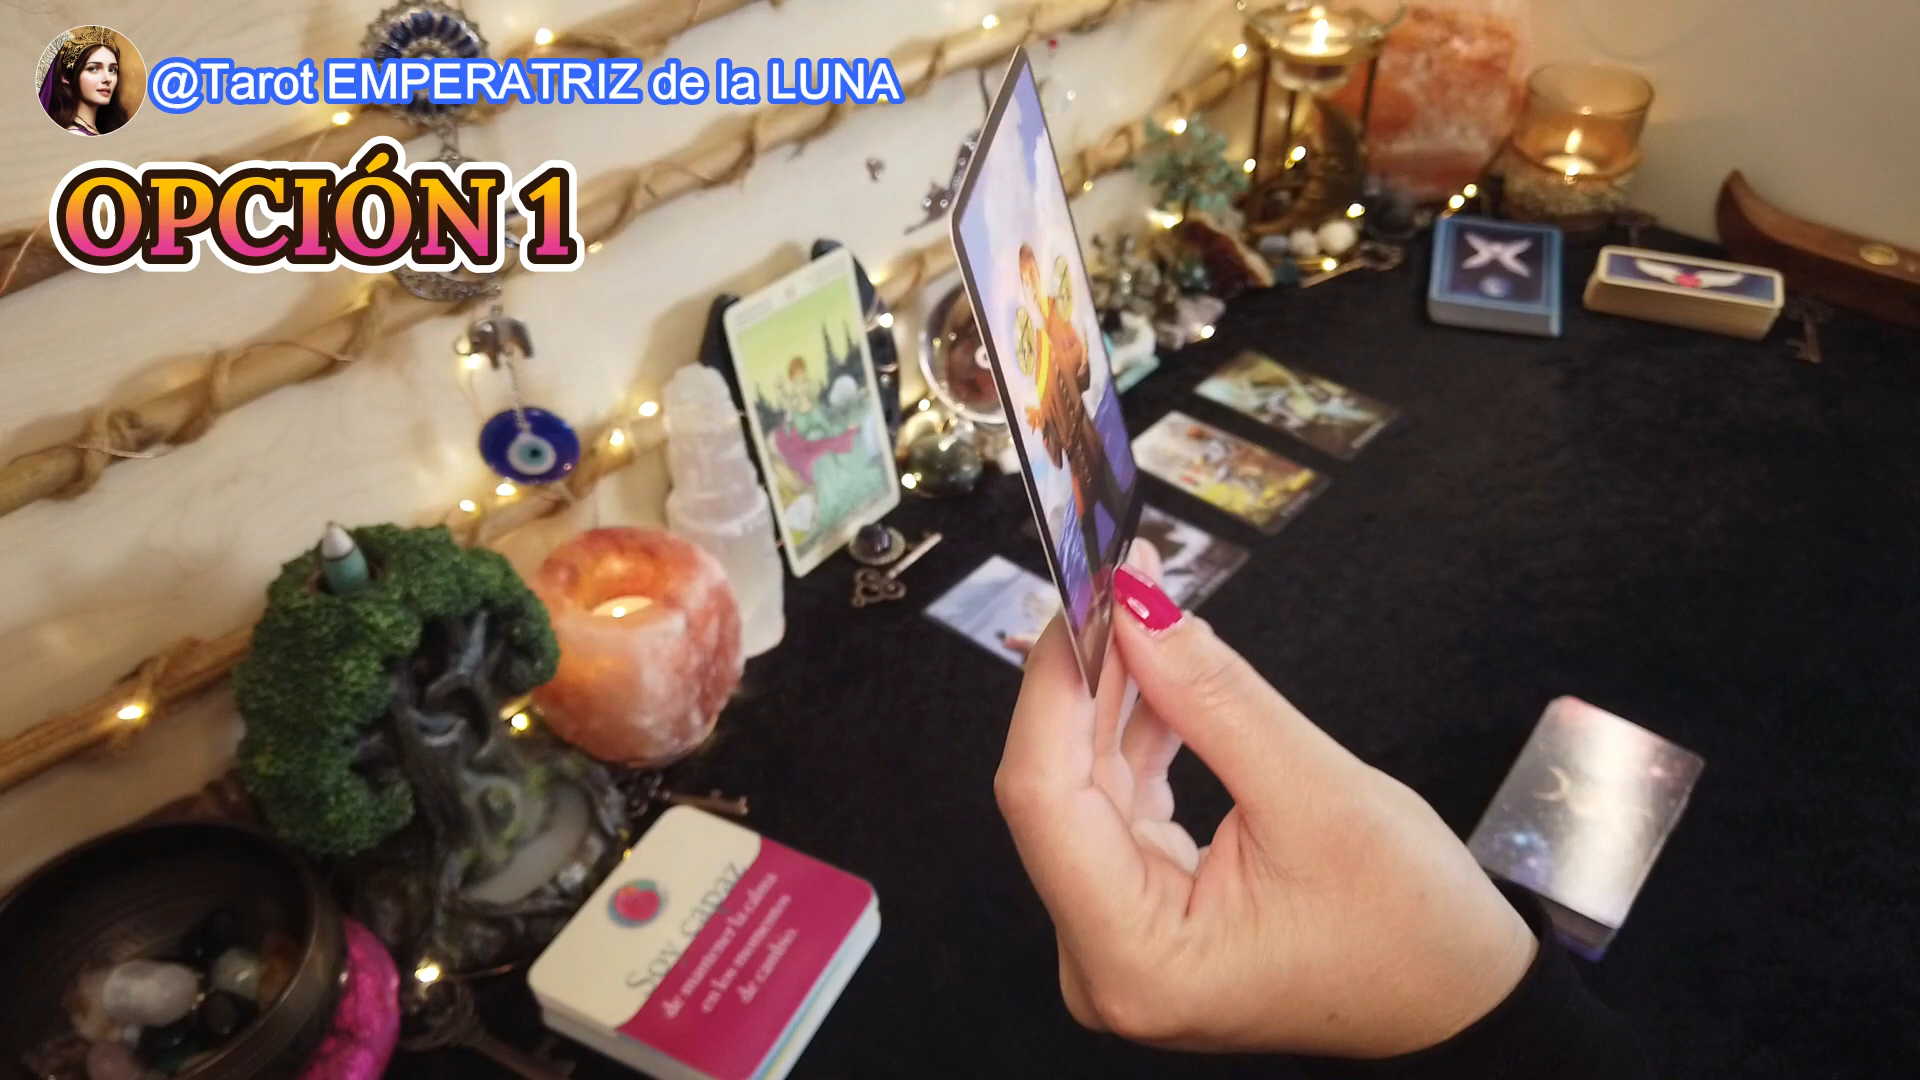 @Tarot EMPERATRIZ de la LUNA
OPCIÓN 1
Soy capaz
de mantener la calma
en los momentos
de cambio